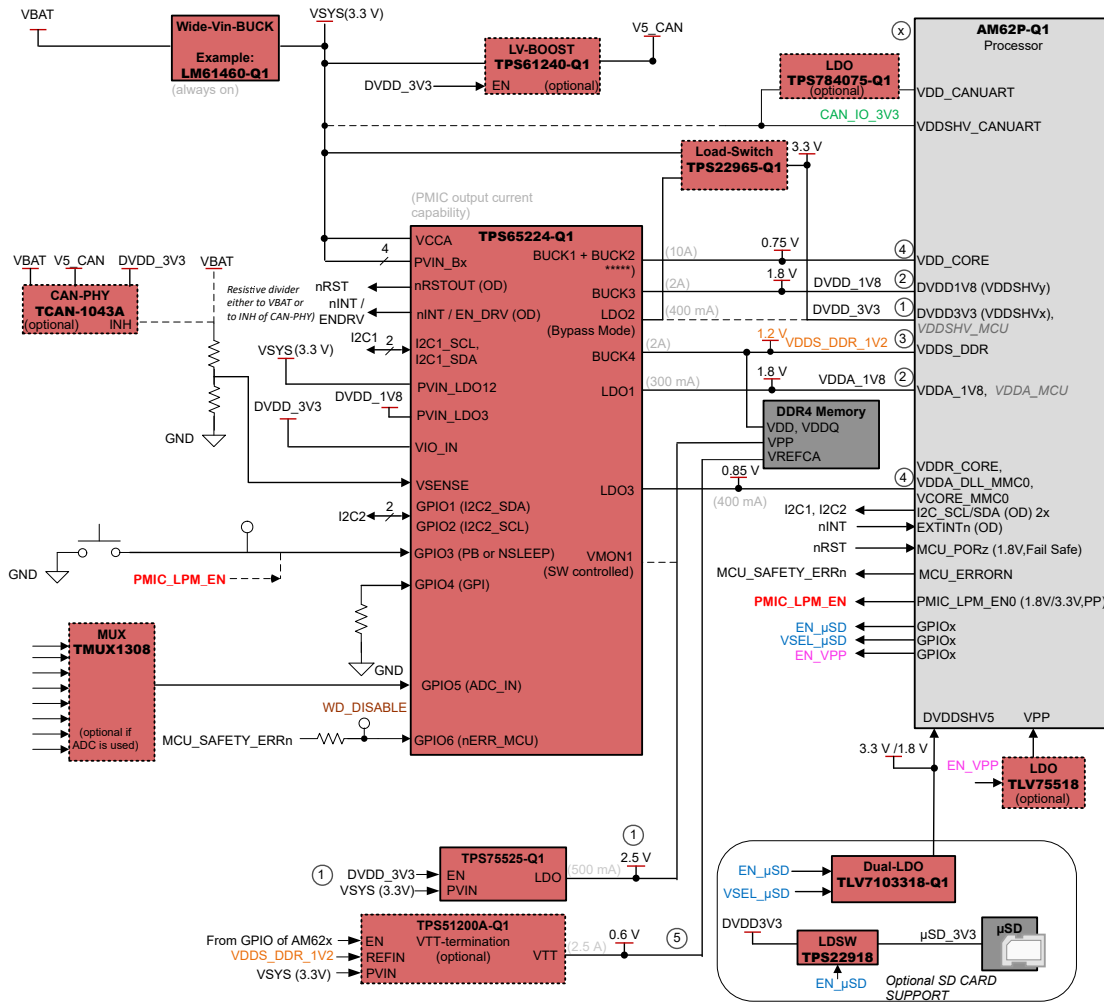 VBAT
Wide-Vin-BUCK
Example:
LM61460-Q1
(always on)
VSYS(3.3 V)
LV-BOOST
TPS61240-Q1
EN
(optional)
DVDD_3V3
V5_CAN
x
AM62P-Q1
Processor
LDO
TPS784075-Q1
(optional)
VDD_CANUART
CAN_IO_3V3
VDDSHV_CANUART
Load-Switch
TPS22965-Q1
3.3 V
(PMIC output current
capability)
TPS65224-Q1
VCCA
4
PVIN_Bx
nRST
nRSTOUT (OD)
nINT /
ENDRV
nINT / EN_DRV (OD)
I2C1
2
I2C1_SCL,
I2C1_SDA
VSYS(3.3 V)
PVIN_LDO12
DVDD_1V8
PVIN_LDO3
DVDD_3V3
VIO_IN
VSENSE
I2C2
2
GPIO1 (I2C2_SDA)
GPIO2 (I2C2_SCL)
GPIO3 (PB or NSLEEP)
GPIO4 (GPI)
GPIO5 (ADC_IN)
GPIO6 (nERR_MCU)
BUCK1 + BUCK2
*****)
BUCK3
LDO2
(Bypass Mode)
BUCK4
LDO1
LDO3
VMON1
(SW controlled)
VBAT
V5_CAN
DVDD_3V3
CAN-PHY
TCAN-1043A
(optional)
INH
VBAT
Resistive divider
either to VBAT or
to INH of CAN-PHY)
GND
GND
PMIC_LPM_EN
GND
MUX
TMUX1308
(optional if
ADC is used)
WD_DISABLE
MCU_SAFETY_ERRn
(10A)
0.75 V
4
VDD_CORE
(2A)
1.8 V
DVDD_1V8
2
DVDD1V8 (VDDSHVy)
(400 mA)
DVDD_3V3
1
DVDD3V3 (VDDSHVx),
VDDSHV_MCU
(2A)
1.2 V
VDDS_DDR_1V2
3
VDDS_DDR
(300 mA)
1.8 V
VDDA_1V8
2
VDDA_1V8, VDDA_MCU
DDR4 Memory
VDD, VDDQ
VPP
VREFCA
(400 mA)
0.85 V
4
VDDR_CORE,
VDDA_DLL_MMC0,
VCORE_MMC0
I2C1, I2C2
I2C_SCL/SDA (OD) 2x
nINT
EXTINTn (OD)
nRST
MCU_PORz (1.8V,Fail Safe)
MCU_SAFETY_ERRn
MCU_ERRORN
PMIC_LPM_EN
PMIC_LPM_EN0 (1.8V/3.3V,PP)
EN_µSD
GPIOx
VSEL_µSD
GPIOx
EN_VPP
GPIOx
DVDDSHV5
VPP
3.3 V /1.8 V
EN_VPP
LDO
TLV75518
(optional)
1
DVDD_3V3
VSYS (3.3V)
TPS75525-Q1
EN
PVIN
LDO
(500 mA)
2.5 V
1
From GPIO of AM62x
VDDS_DDR_1V2
VSYS (3.3V)
TPS51200A-Q1
VTT-termination
(optional)
EN
REFIN
PVIN
VTT
(2.5 A)
0.6 V
5
EN_µSD
VSEL_µSD
Dual-LDO
TLV7103318-Q1
DVDD3V3
LDSW
TPS22918
EN_µSD
µSD_3V3
µSD
Optional SD CARD
SUPPORT